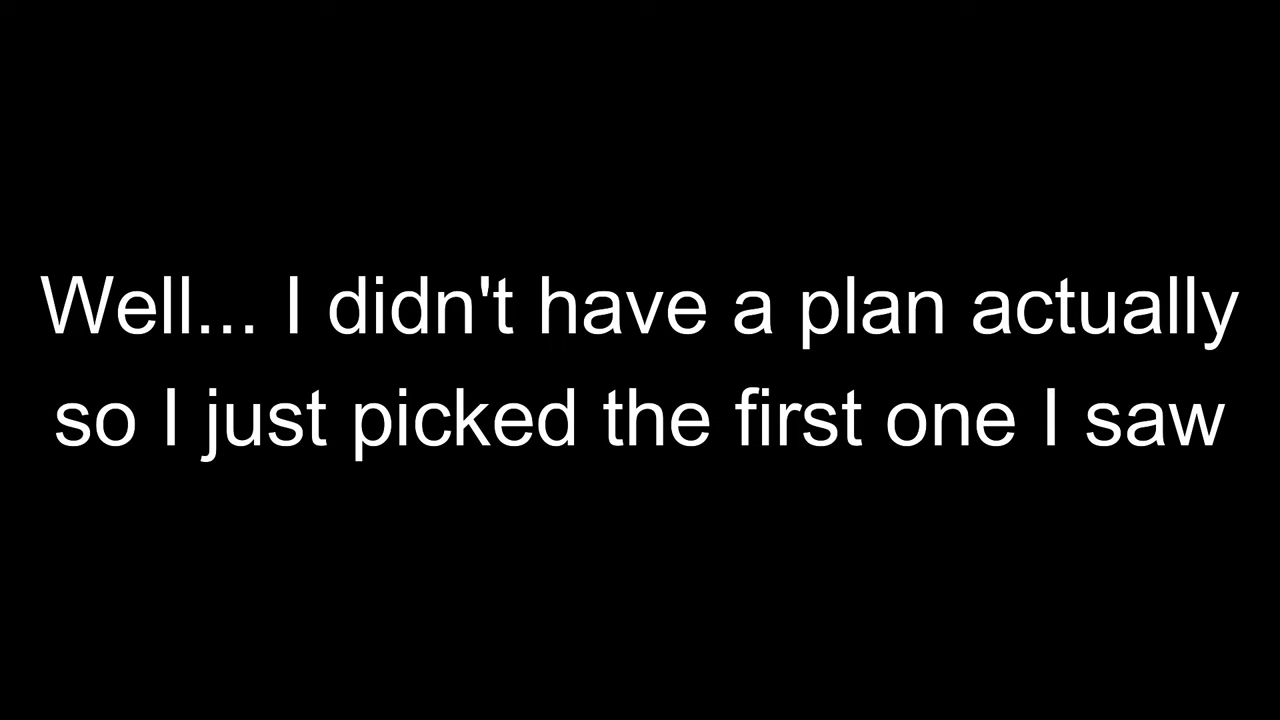 Well... I didn't have a plan actually
so I just picked the first one I saw